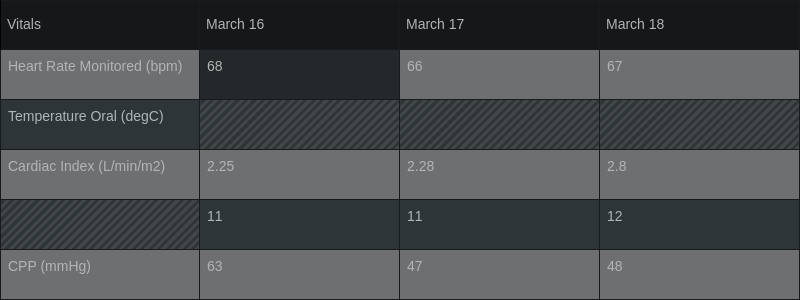 Vitals March 16 March 17 March 18
Heart Rate Monitored (bpm) 68 66 67
Temperature Oral (degC)
Cardiac Index (L/min/m2) 2.25 2.28 2.8
11 11 12
CPP (mmHg) 63 47 48